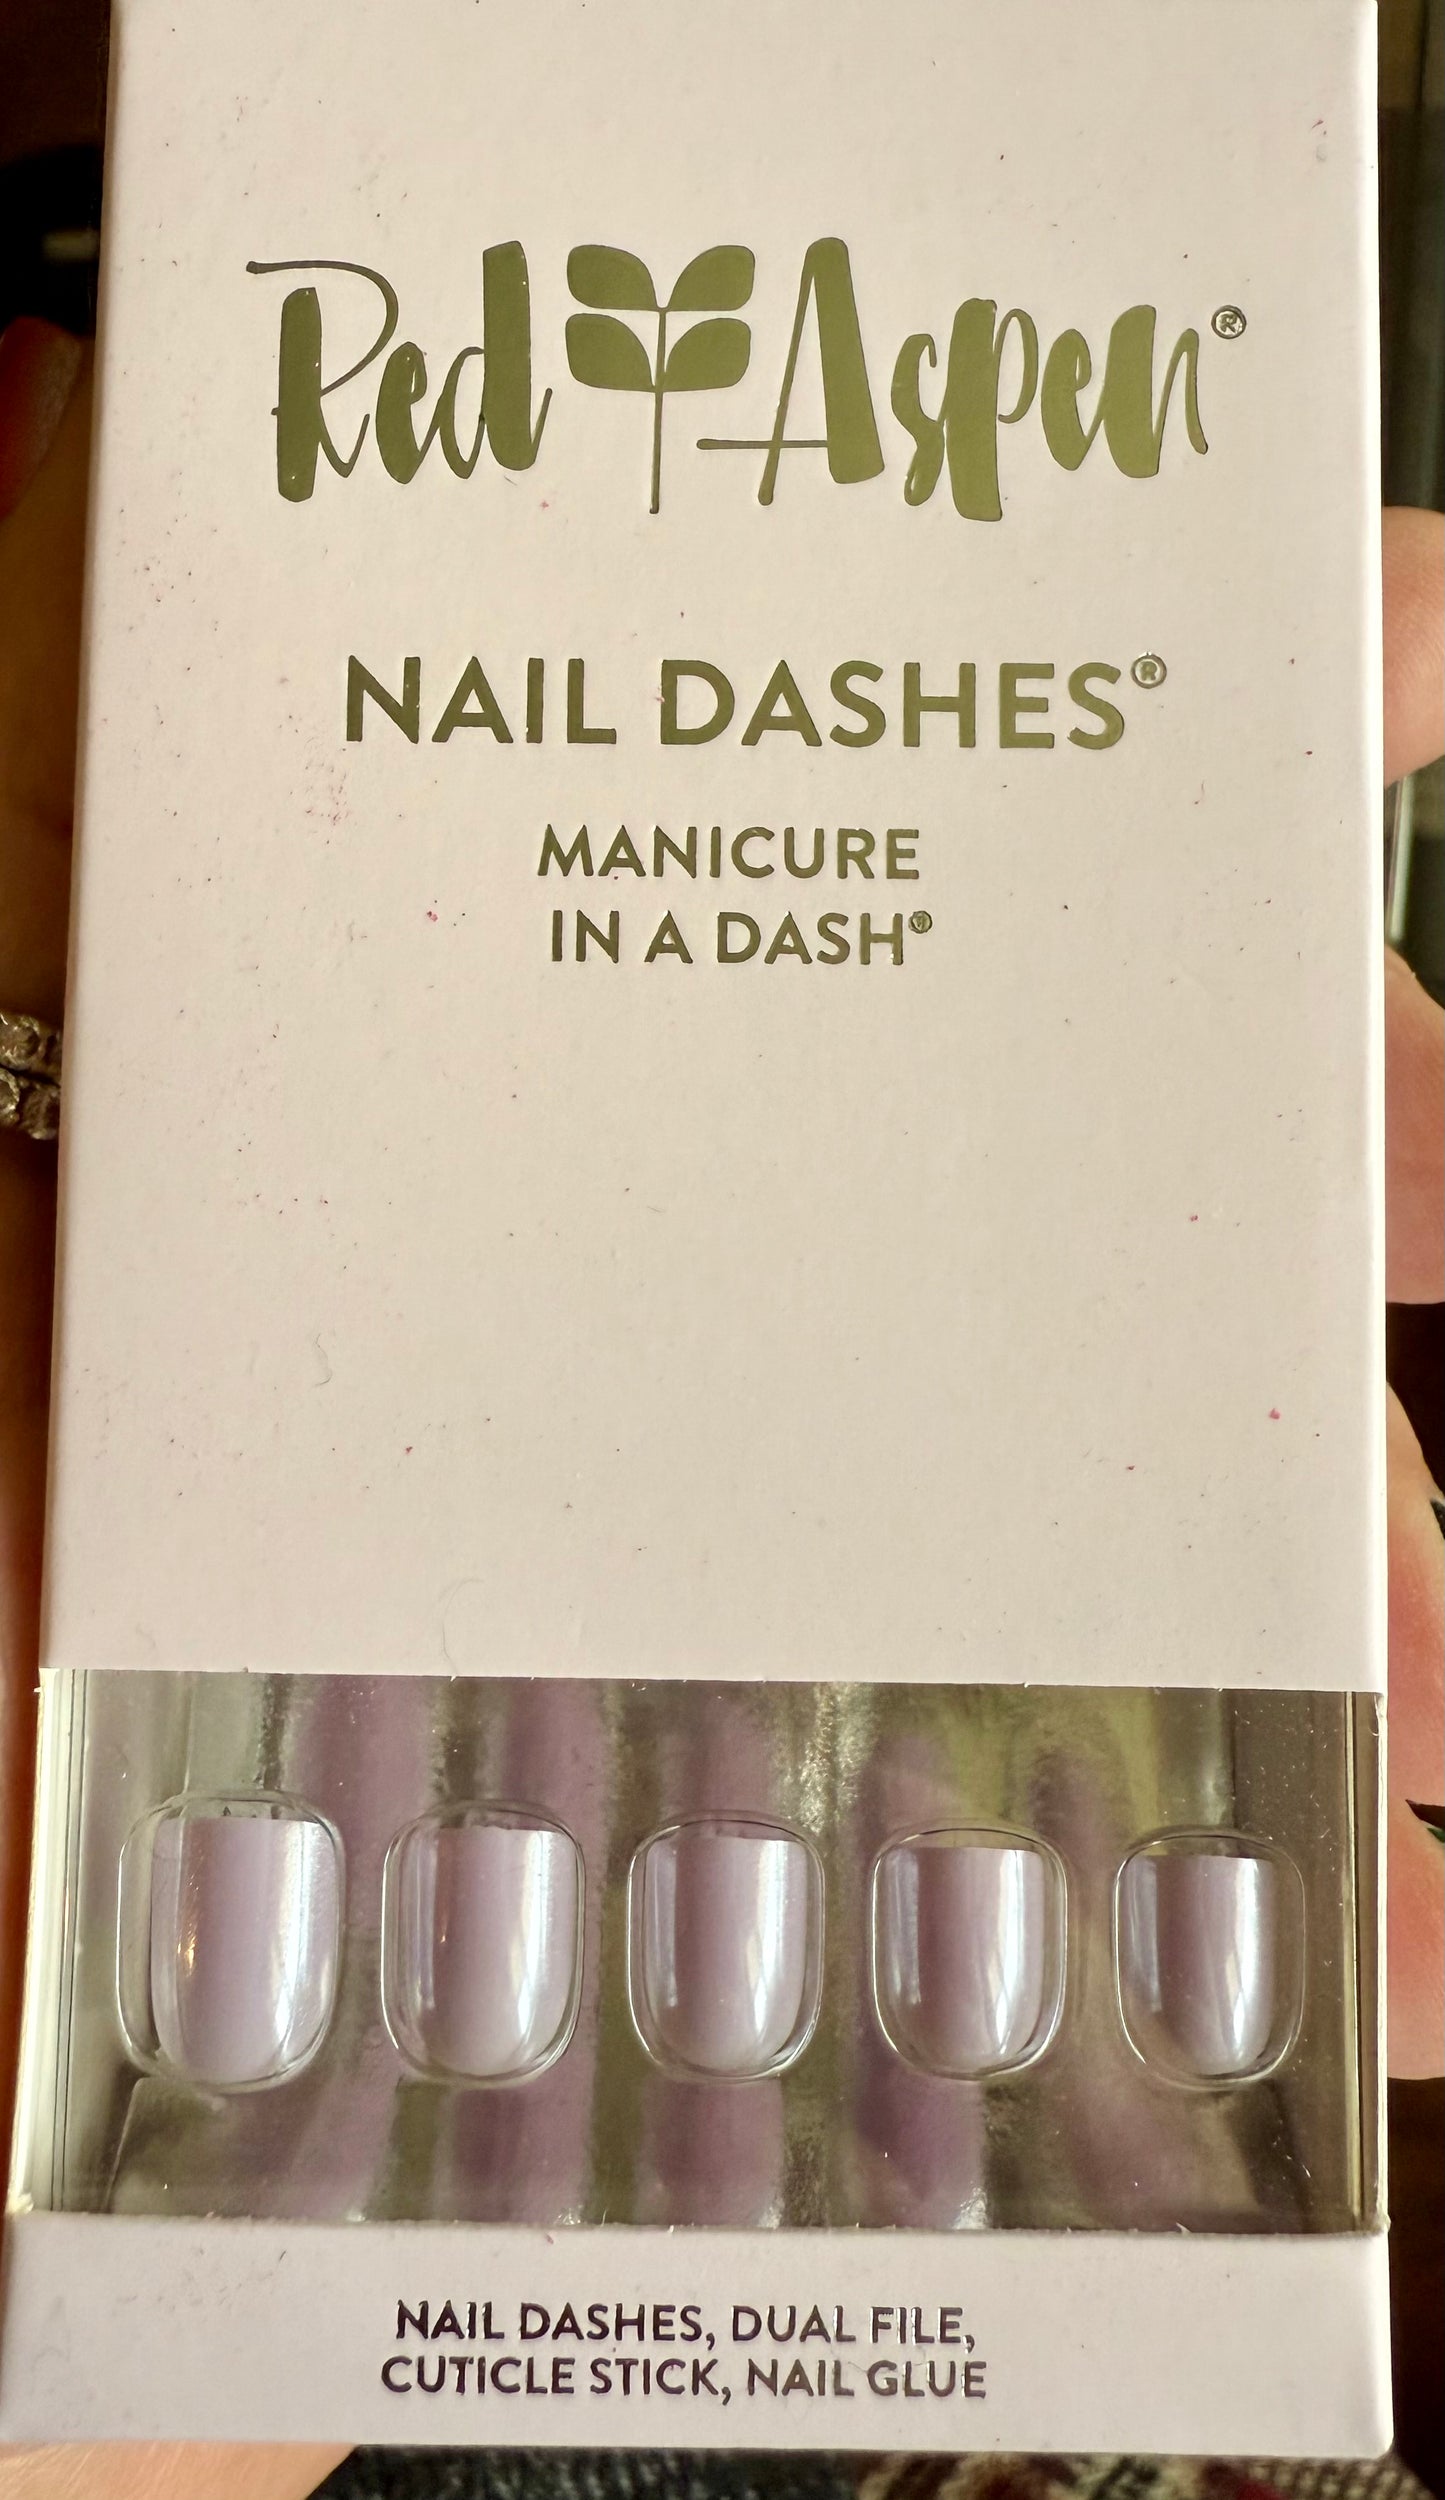 Red Aspen®
NAIL DASHES®
MANICURE
IN A DASH®
NAIL DASHES, DUAL FILE,
CUTICLE STICK, NAIL GLUE